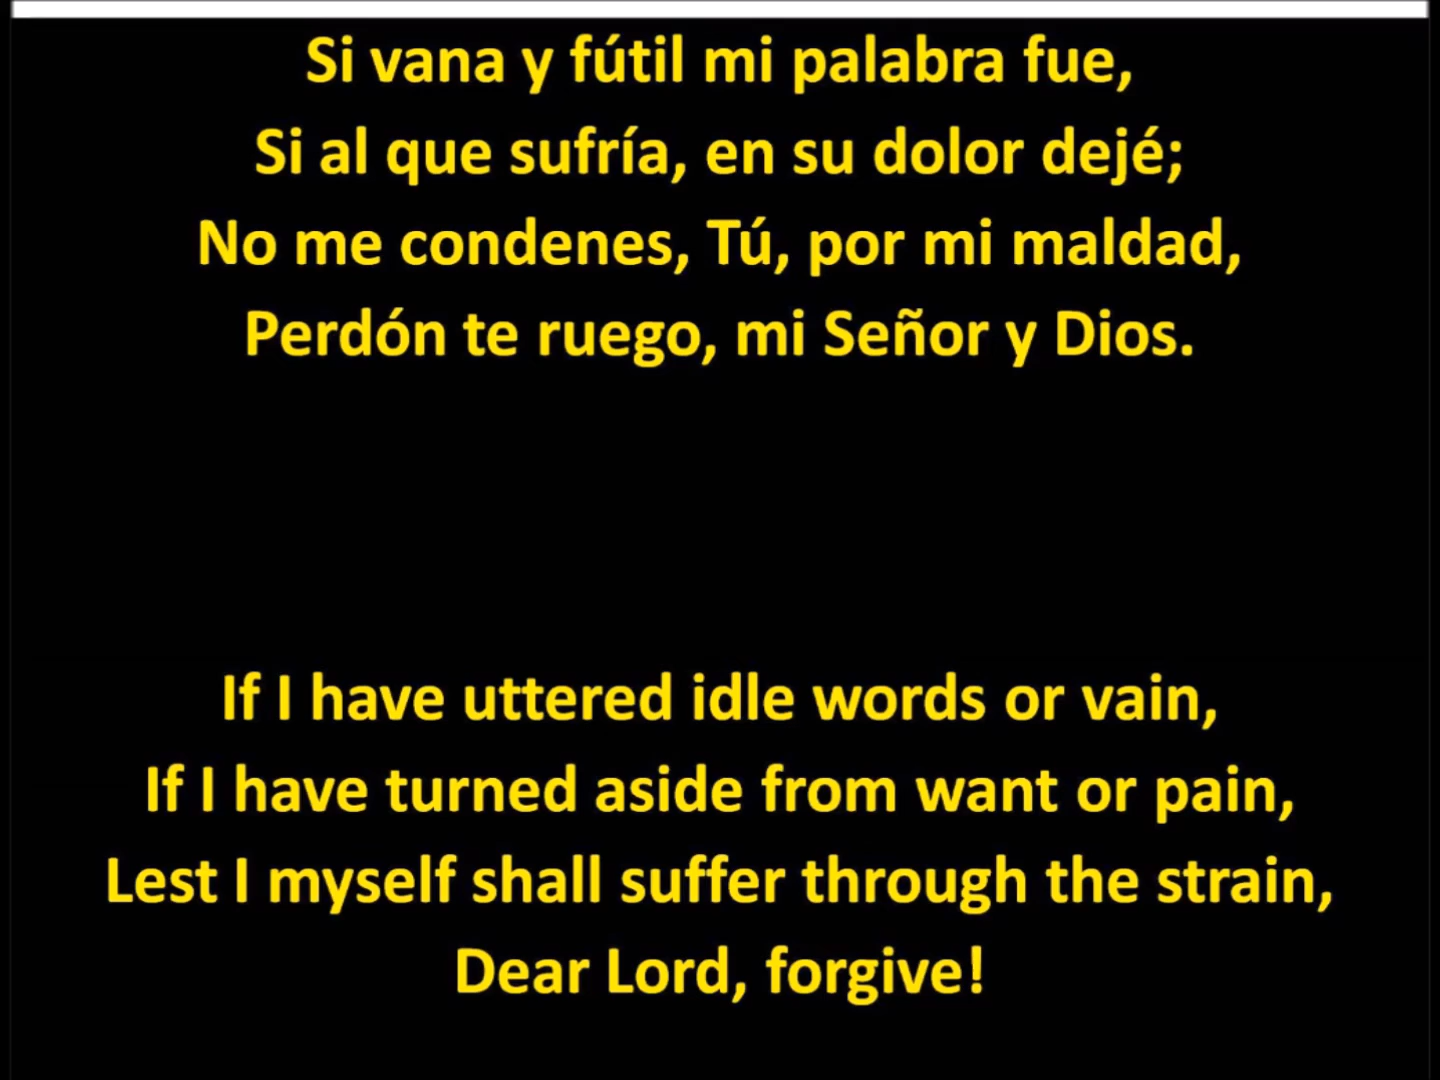 Si vana y fútil mi palabra fue,
Si al que sufría, en su dolor dejé;
No me condenes, Tú, por mi maldad,
Perdón te ruego, mi Señor y Dios.
If I have uttered idle words or vain,
If I have turned aside from want or pain,
Lest I myself shall suffer through the strain,
Dear Lord, forgive!